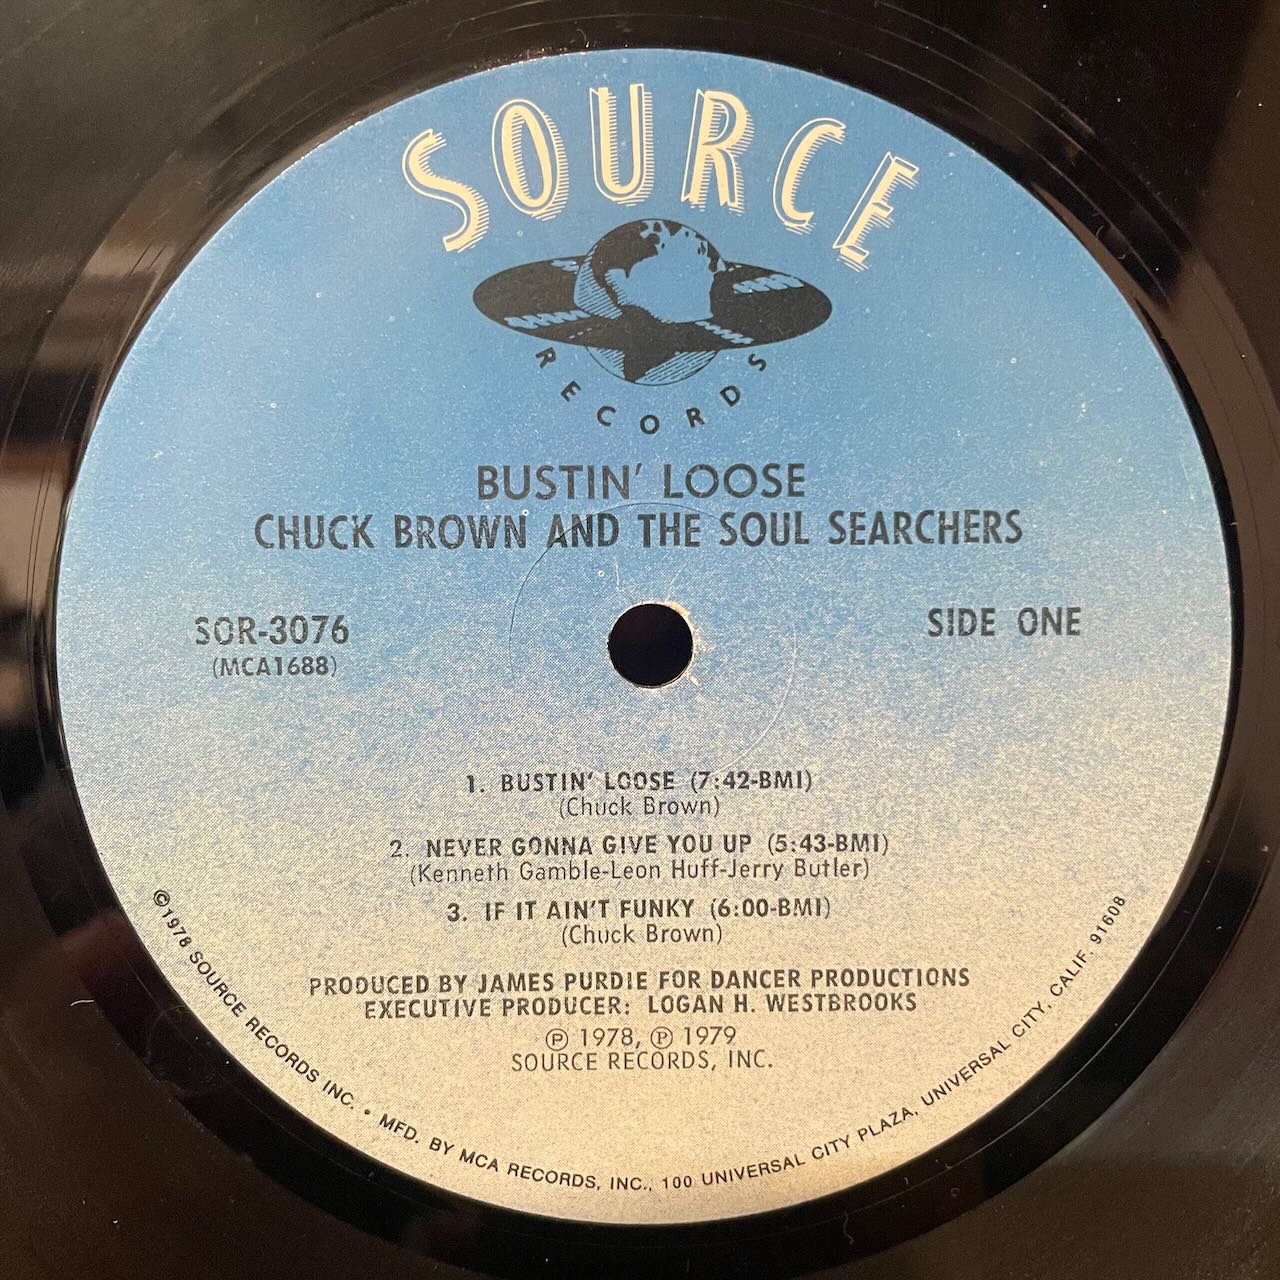 SOURCE
RECORDS
BUSTIN' LOOSE
CHUCK BROWN AND THE SOUL SEARCHERS
SOR-3076
(MCA1688)
SIDE ONE
1. BUSTIN' LOOSE (7:42-BMI)
(Chuck Brown)
2. NEVER GONNA GIVE YOU UP (5:43-BMI)
(Kenneth Gamble-Leon Huff-Jerry Butler)
3. IF IT AIN'T FUNKY (6:00-BMI)
(Chuck Brown)
PRODUCED BY JAMES PURDIE FOR DANCER PRODUCTIONS
EXECUTIVE PRODUCER: LOGAN H. WESTBROOKS
℗ 1978, ℗ 1979
SOURCE RECORDS, INC.
©1978 SOURCE RECORDS INC. • MFD. BY MCA RECORDS, INC., 100 UNIVERSAL CITY PLAZA, UNIVERSAL CITY, CALIF. 91608